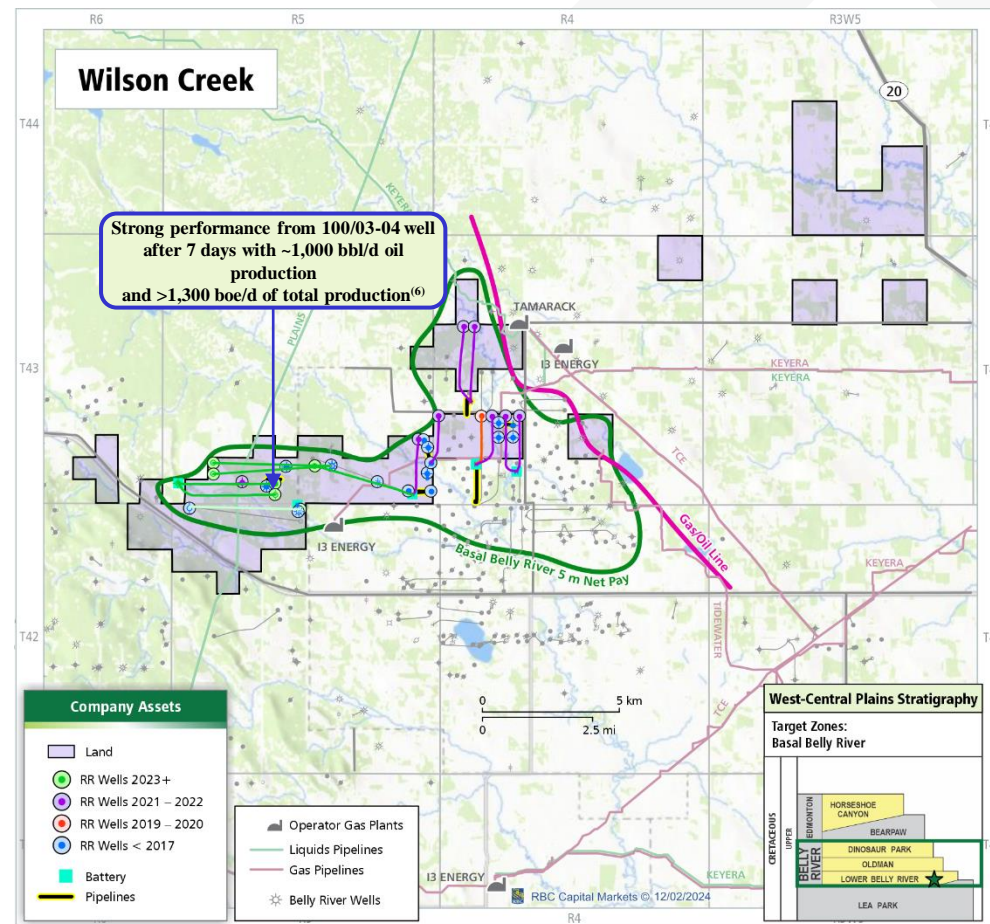 R6
R5
R4
R3W5
Wilson Creek
20
T44
T-
KEYERA
Strong performance from 100/03-04 well
after 7 days with ~1,000 bbl/d oil
production
and >1,300 boe/d of total production(6)
PLAINS
TAMARACK
I3 ENERGY
T43
KEYERA
KEYERA
T-
TCE
Gas/Oil Line
I3 ENERGY
Basal Belly River 5 m Net Pay
KEYERA
TIDEWATER
T42
T-
TCE
0 5 km
0 2.5 mi
Company Assets
Land
RR Wells 2023+
RR Wells 2021 – 2022
RR Wells 2019 – 2020
RR Wells < 2017
Battery
Pipelines
Operator Gas Plants
Liquids Pipelines
Gas Pipelines
Belly River Wells
I3 ENERGY
KEYERA
RBC Capital Markets © 12/02/2024
R4
West-Central Plains Stratigraphy
Target Zones:
Basal Belly River
CRETACEOUS
UPPER
EDMONTON
HORSESHOE
CANYON
BEARPAW
BELLY
RIVER
DINOSAUR PARK
OLDMAN
LOWER BELLY RIVER
LEA PARK